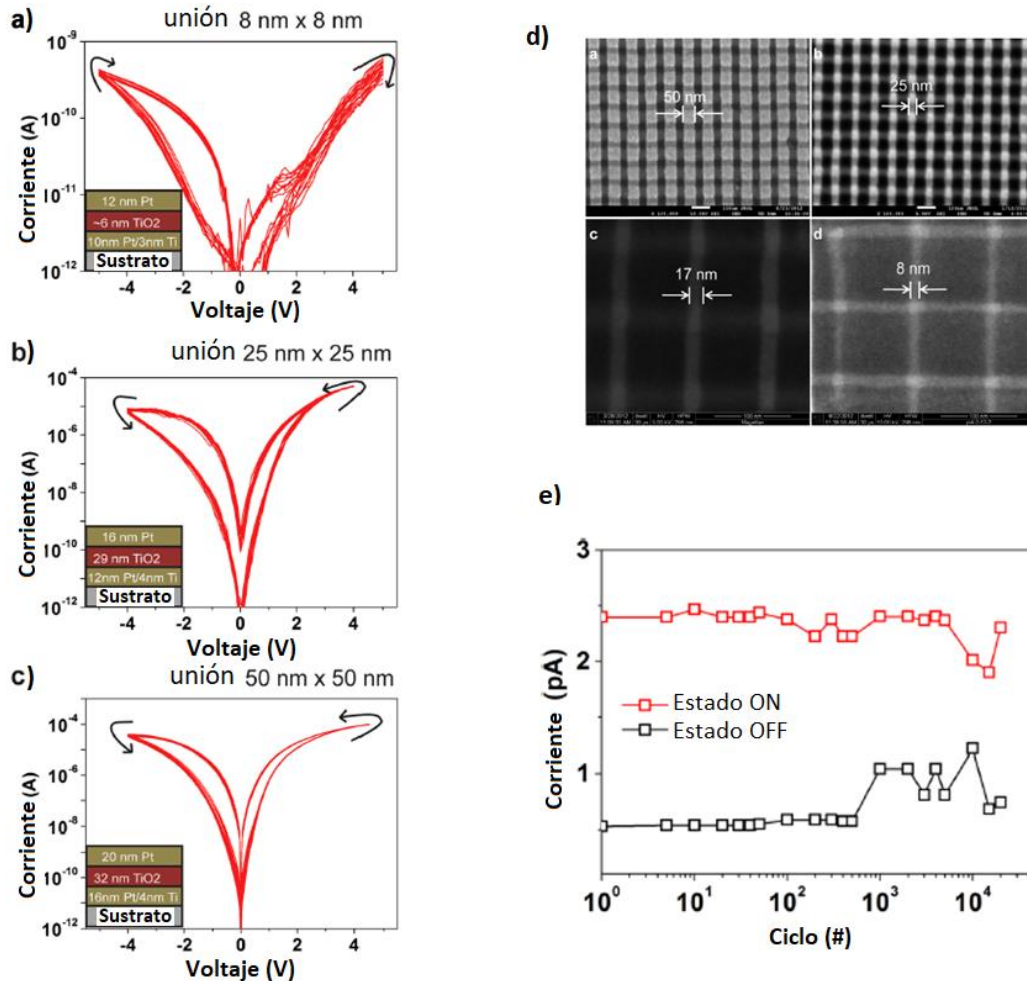 a)
unión 8 nm x 8 nm
Corriente (A)
10⁻⁹
10⁻¹⁰
10⁻¹¹
10⁻¹²
12 nm Pt
~6 nm TiO2
10nm Pt/3nm Ti
Sustrato
-4 -2 0 2 4
Voltaje (V)
b)
unión 25 nm x 25 nm
Corriente (A)
10⁻⁴
10⁻⁶
10⁻⁸
10⁻¹⁰
10⁻¹²
16 nm Pt
29 nm TiO2
12nm Pt/4nm Ti
Sustrato
-4 -2 0 2 4
Voltaje (V)
c)
unión 50 nm x 50 nm
Corriente (A)
10⁻⁴
10⁻⁶
10⁻⁸
10⁻¹⁰
10⁻¹²
20 nm Pt
32 nm TiO2
16nm Pt/4nm Ti
Sustrato
-4 -2 0 2 4
Voltaje (V)
d)
a
50 nm
b
25 nm
c
17 nm
d
8 nm
e)
Corriente (pA)
3
2
1
Estado ON
Estado OFF
10⁰ 10¹ 10² 10³ 10⁴
Ciclo (#)